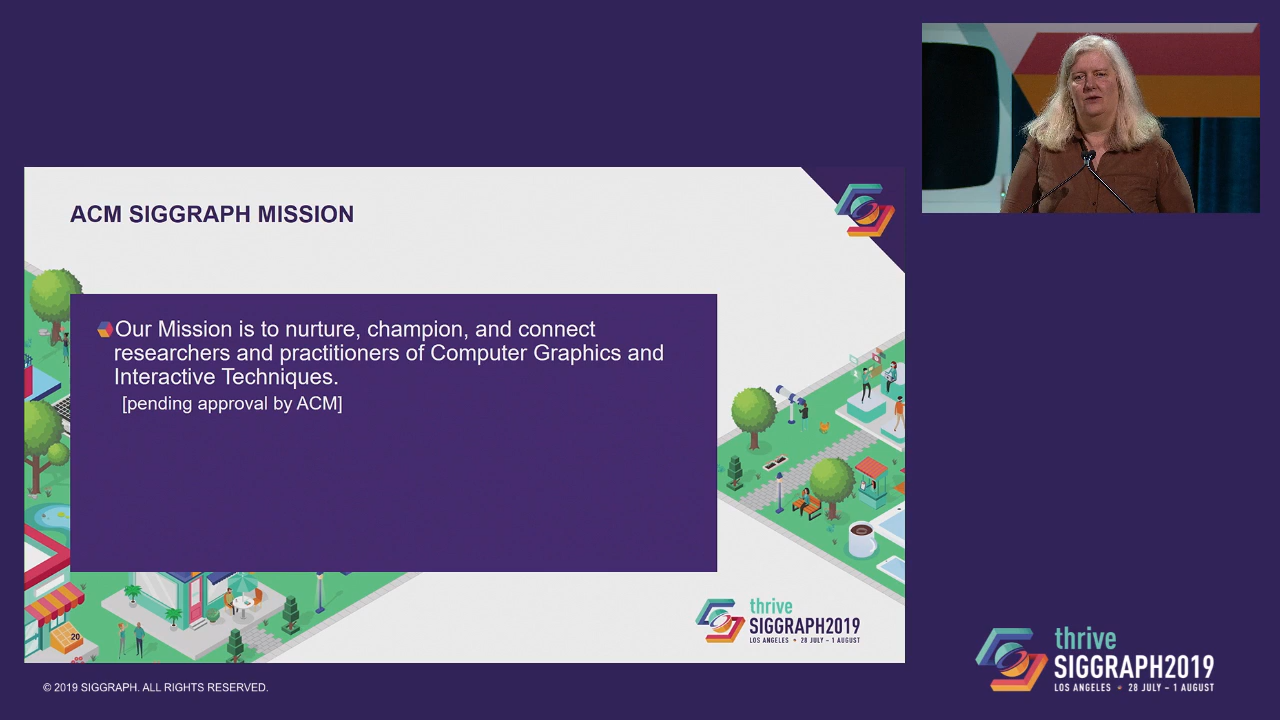 ACM SIGGRAPH MISSION
Our Mission is to nurture, champion, and connect
researchers and practitioners of Computer Graphics and
Interactive Techniques.
[pending approval by ACM]
20
thrive
SIGGRAPH2019
LOS ANGELES • 28 JULY – 1 AUGUST
© 2019 SIGGRAPH. ALL RIGHTS RESERVED.
thrive
SIGGRAPH2019
LOS ANGELES • 28 JULY – 1 AUGUST